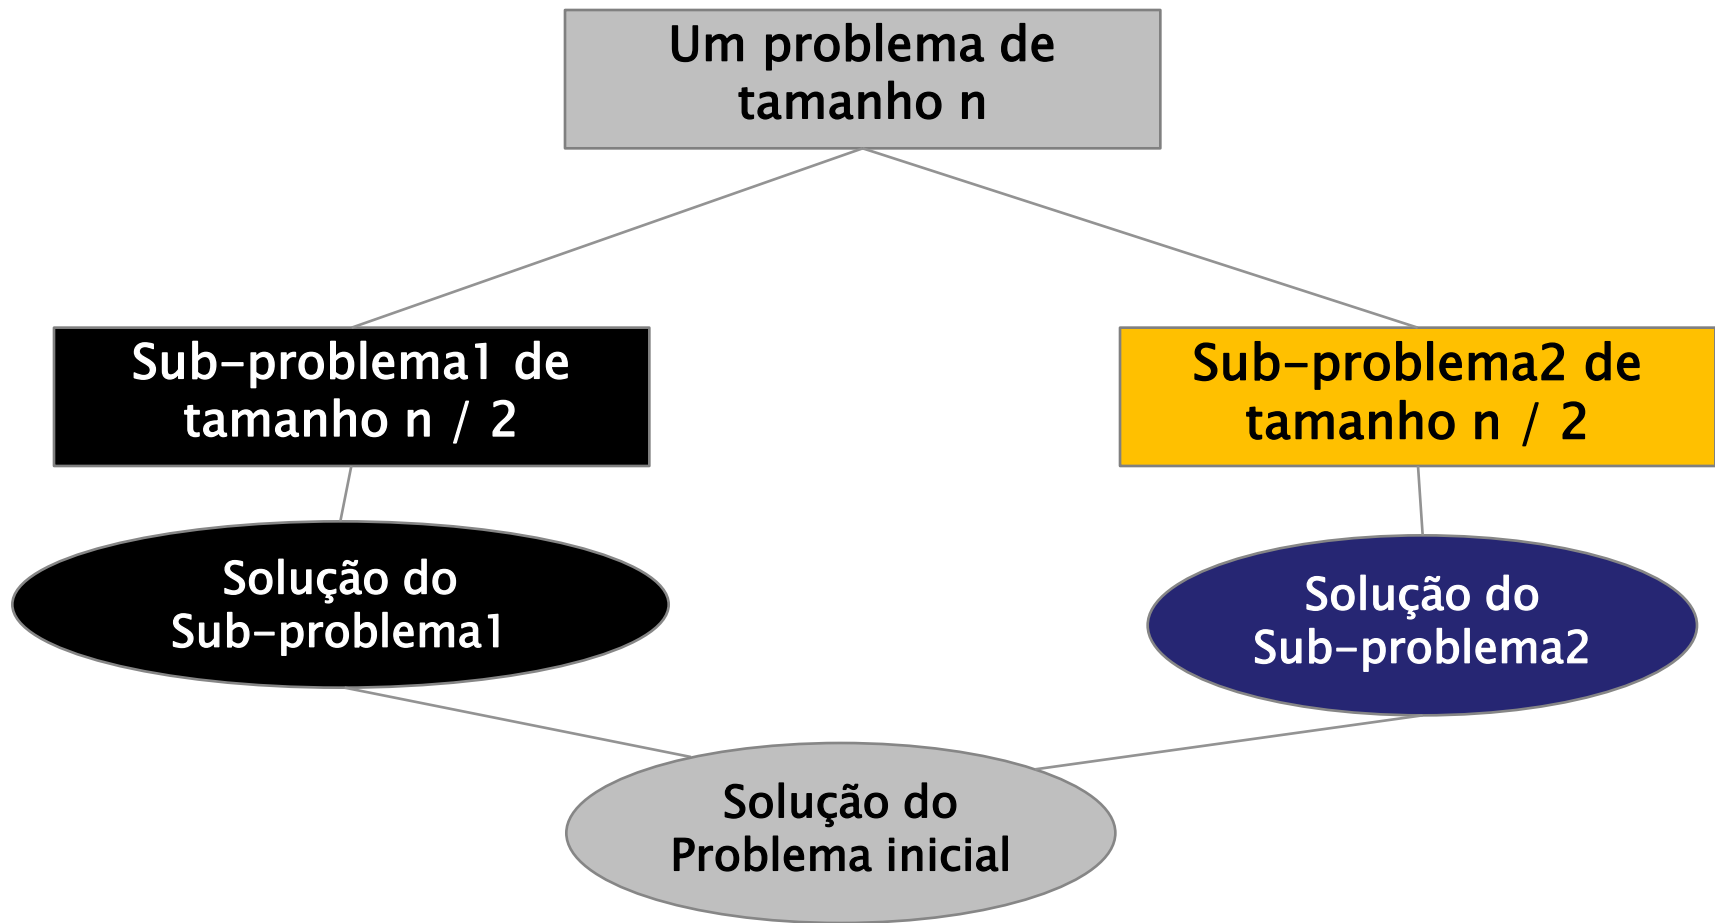 Um problema de
tamanho n
Sub-problema1 de
tamanho n / 2
Sub-problema2 de
tamanho n / 2
Solução do
Sub-problema1
Solução do
Sub-problema2
Solução do
Problema inicial